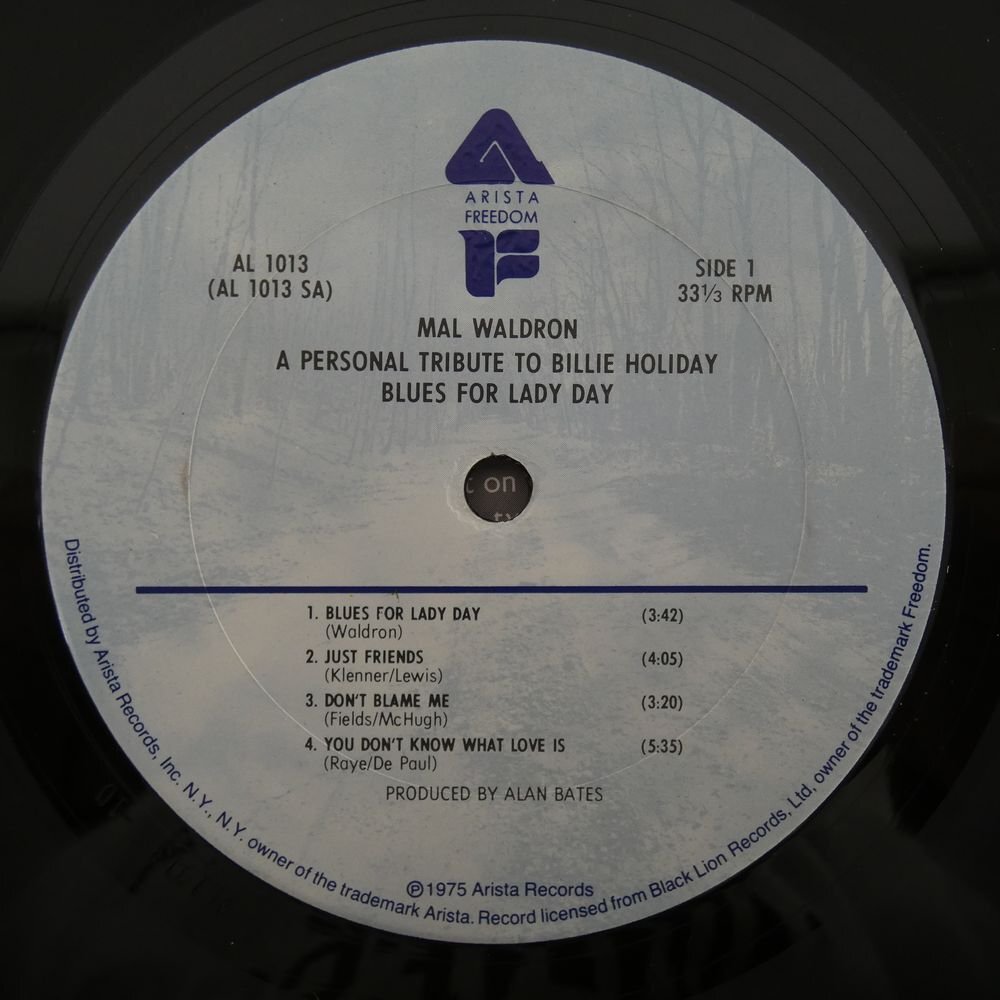 ARISTA
FREEDOM
AL 1013
(AL 1013 SA)
SIDE 1
33⅓ RPM
MAL WALDRON
A PERSONAL TRIBUTE TO BILLIE HOLIDAY
BLUES FOR LADY DAY
on
1. BLUES FOR LADY DAY (3:42)
(Waldron)
2. JUST FRIENDS (4:05)
(Klenner/Lewis)
3. DON'T BLAME ME (3:20)
(Fields/McHugh)
4. YOU DON'T KNOW WHAT LOVE IS (5:35)
(Raye/De Paul)
PRODUCED BY ALAN BATES
℗1975 Arista Records
Distributed by Arista Records, Inc. N.Y., N.Y. owner of the trademark Arista. Record licensed from Black Lion Records, Ltd, owner of the trademark Freedom.